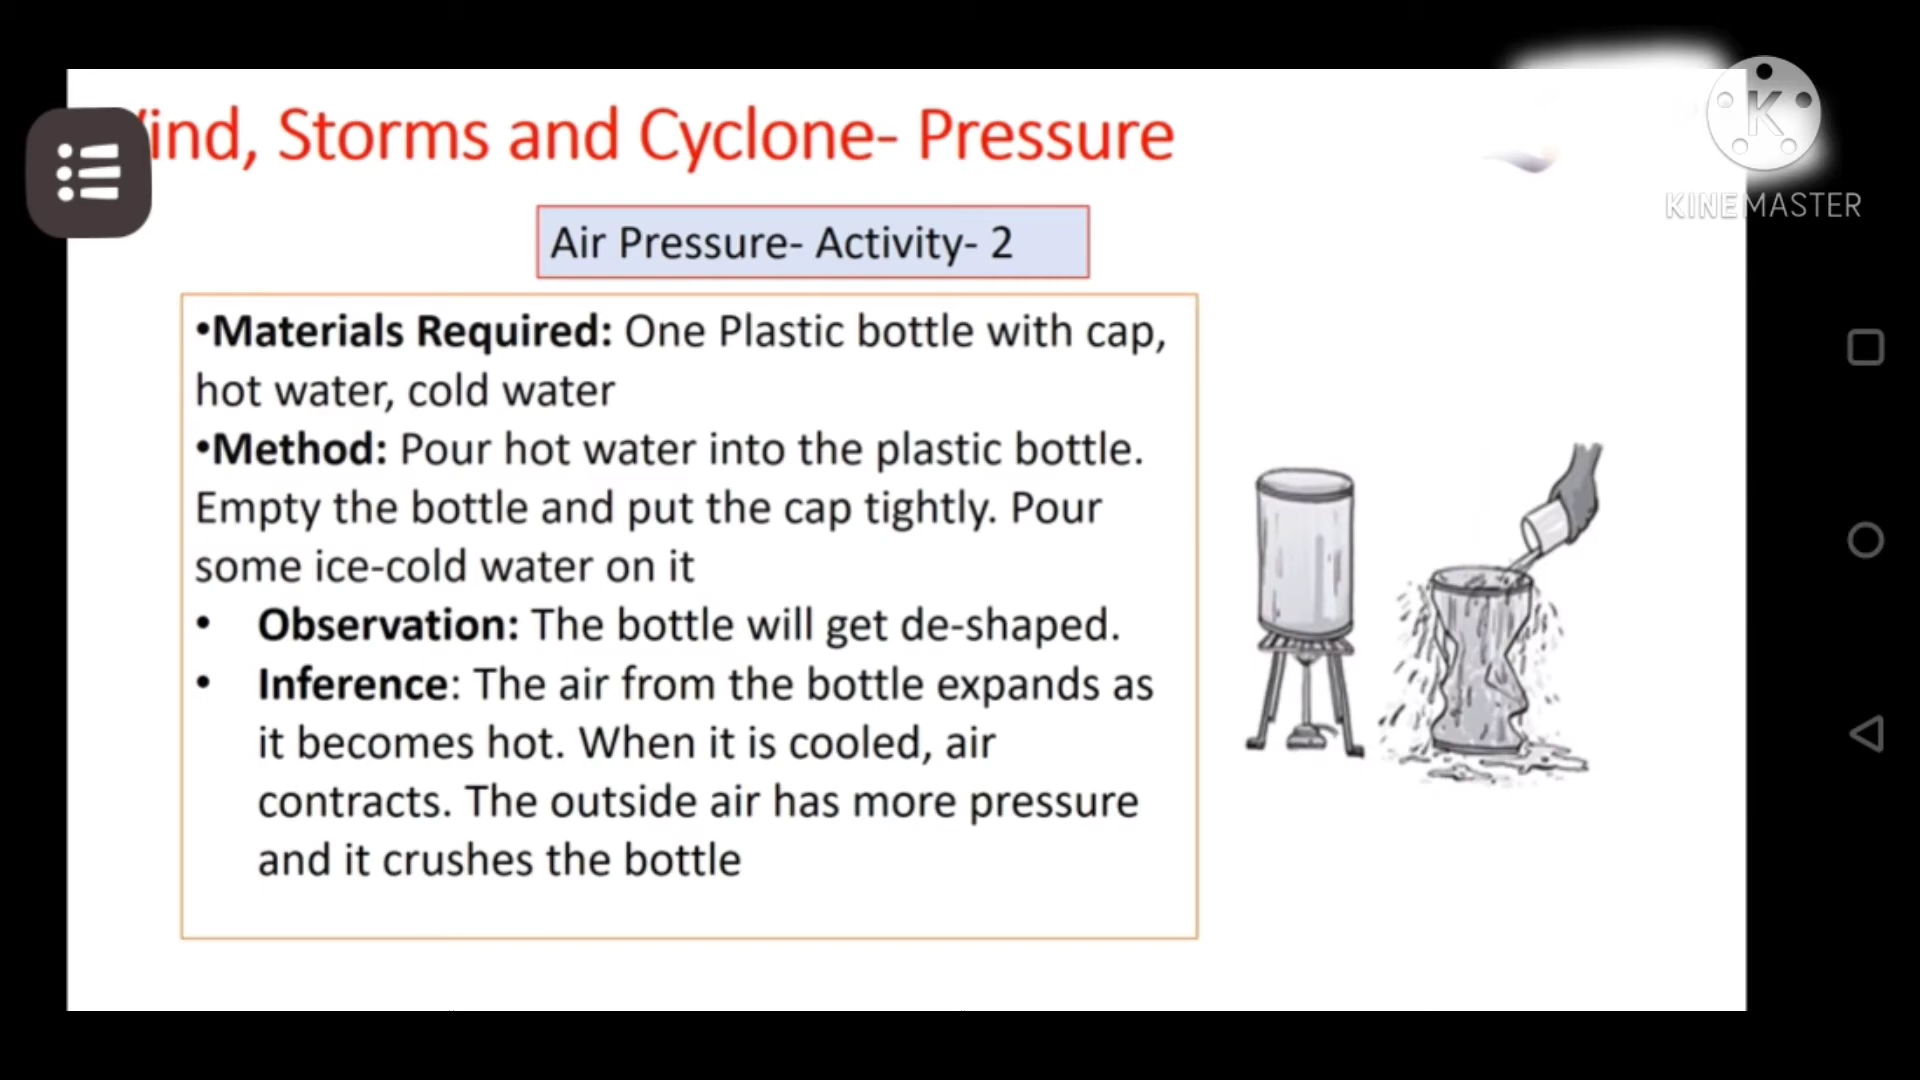 ind, Storms and Cyclone- Pressure
K
KINEMASTER
Air Pressure- Activity- 2
•Materials Required: One Plastic bottle with cap,
hot water, cold water
•Method: Pour hot water into the plastic bottle.
Empty the bottle and put the cap tightly. Pour
some ice-cold water on it
• Observation: The bottle will get de-shaped.
• Inference: The air from the bottle expands as
it becomes hot. When it is cooled, air
contracts. The outside air has more pressure
and it crushes the bottle